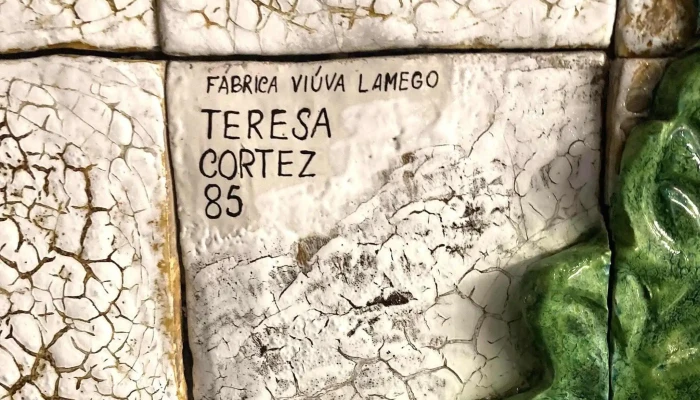 FÁBRICA VIÚVA LAMEGO
TERESA
CORTEZ
85